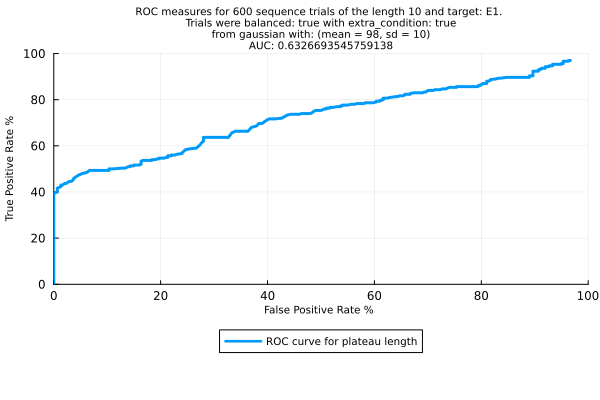 ROC measures for 600 sequence trials of the length 10 and target: E1.
Trials were balanced: true with extra_condition: true
from gaussian with: (mean = 98, sd = 10)
AUC: 0.6326693545759138
100
80
60
40
20
0
True Positive Rate %
0 20 40 60 80 100
False Positive Rate %
ROC curve for plateau length